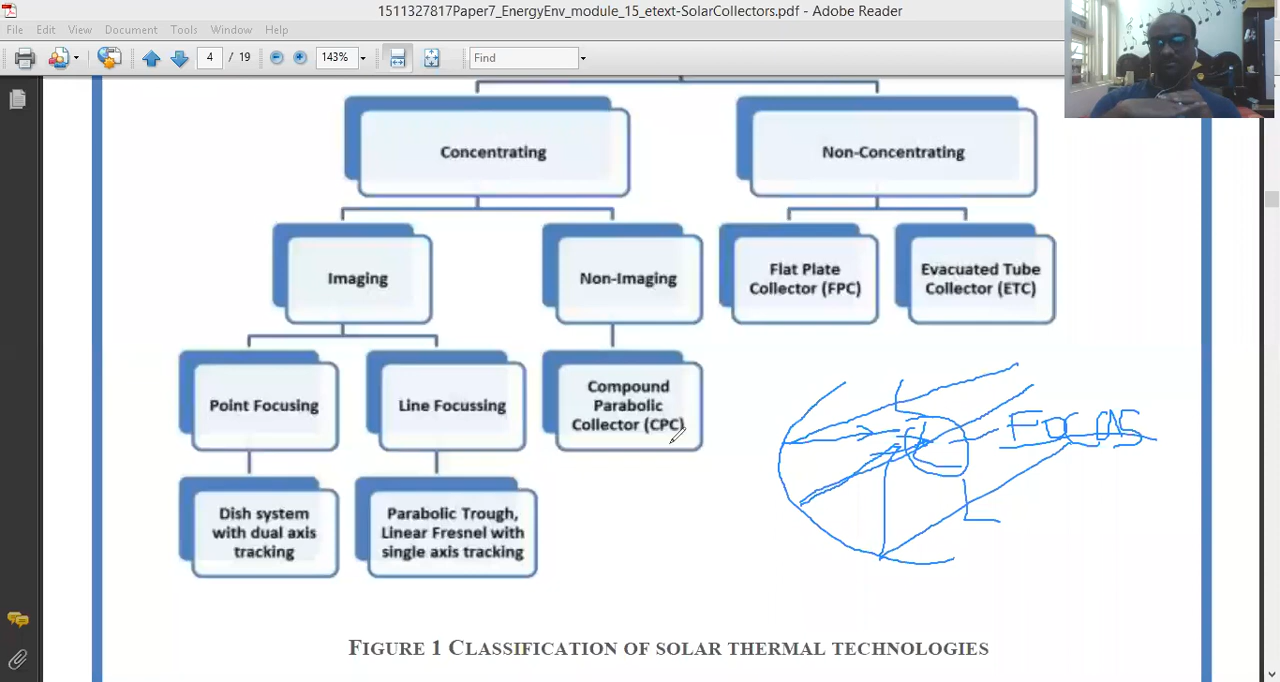 1511327817Paper7_EnergyEnv_module_15_etext-SolarCollectors.pdf - Adobe Reader
File Edit View Document Tools Window Help
4 / 19 143% Find
Concentrating
Non-Concentrating
Imaging
Non-Imaging
Flat Plate
Collector (FPC)
Evacuated Tube
Collector (ETC)
Point Focusing
Line Focussing
Compound
Parabolic
Collector (CPC)
FOCUS
Dish system
with dual axis
tracking
Parabolic Trough,
Linear Fresnel with
single axis tracking
FIGURE 1 CLASSIFICATION OF SOLAR THERMAL TECHNOLOGIES